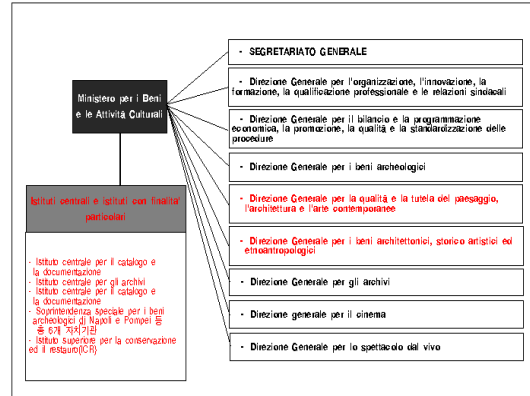 Ministero per i Beni
e le Attività Culturali
Istituti centrali e istituti con finalita'
particolari
- Istituto centrale per il catalogo e
la documentazione
- Istituto centrale per gli archivi
- Istituto centrale per il catalogo e
la documentazione
- Soprintendenza speciale per i beni
archeologici di Napoli e Pompei 등
총 6개 자치기관
- Istituto superiore per la conservazione
ed il restauro(ICR)
- SEGRETARIATO GENERALE
- Direzione Generale per l'organizzazione, l'innovazione, la
formazione, la qualificazione professionale e le relazioni sindacali
- Direzione Generale per il bilancio e la programmazione
economica, la promozione, la qualità e la standardizzazione delle
procedure
- Direzione Generale per i beni archeologici
- Direzione Generale per la qualità e la tutela del paesaggio,
l'architettura e l'arte contemporanee
- Direzione Generale per i beni architettonici, storico artistici ed
etnoantropologici
- Direzione Generale per gli archivi
- Direzione generale per il cinema
- Direzione Generale per lo spettacolo dal vivo